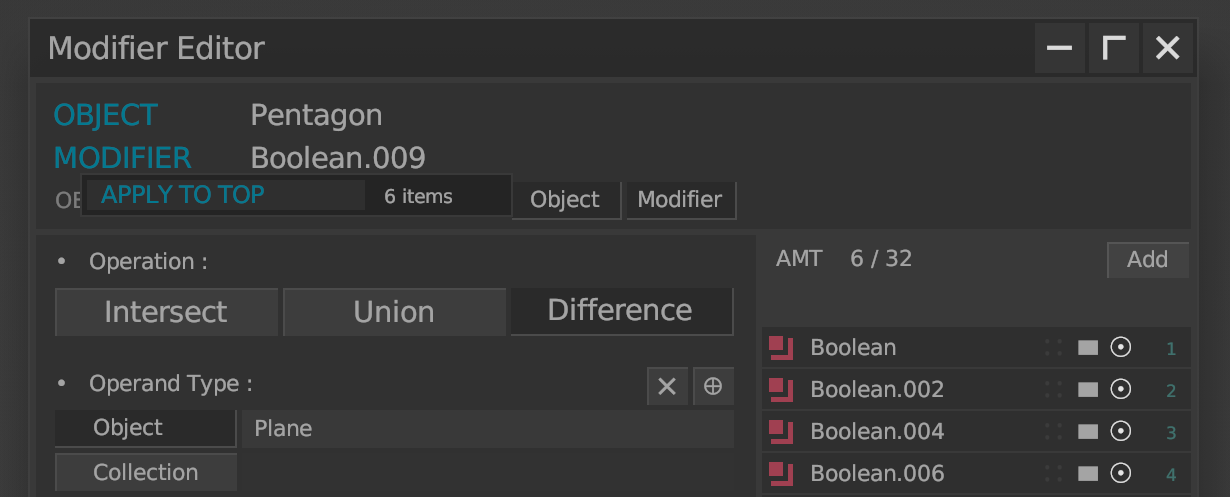 Modifier Editor
OBJECT Pentagon
MODIFIER Boolean.009
APPLY TO TOP 6 items Object Modifier
• Operation :
AMT 6 / 32 Add
Intersect Union Difference
Boolean 1
• Operand Type :
Boolean.002 2
Object Plane
Boolean.004 3
Collection
Boolean.006 4